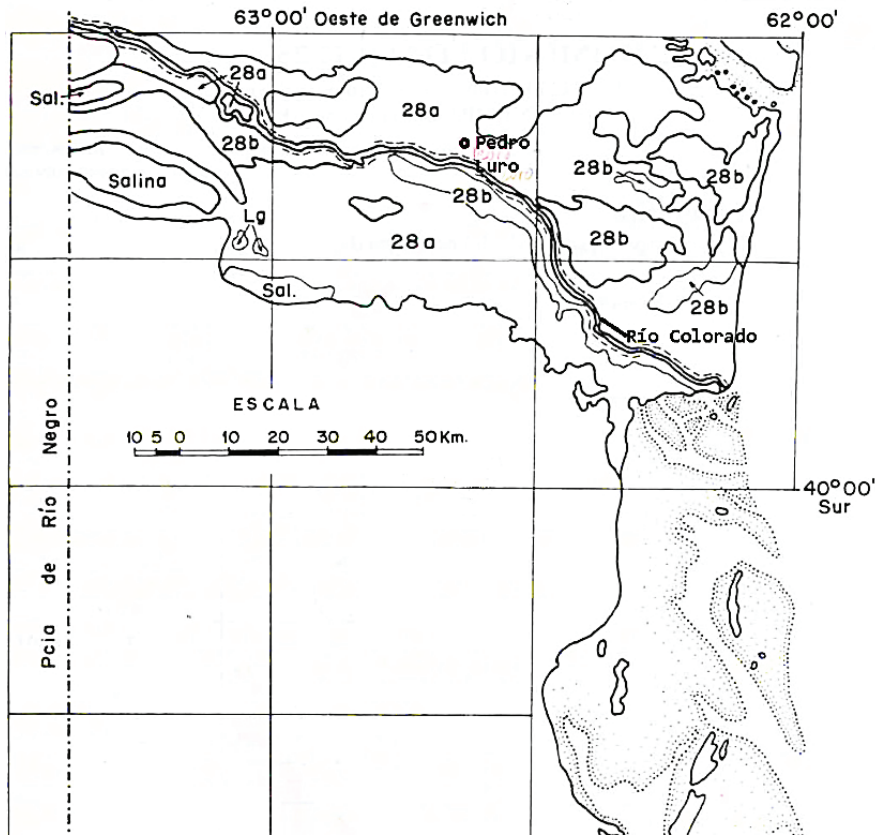 63°00' Oeste de Greenwich
62°00'
28a
Sal.
28a
Pedro
Luro
28b
28b
28b
Salina
28b
Lg
28b
28a
Sal.
28b
Río Colorado
ESCALA
10 5 0 10 20 30 40 50 Km.
40°00'
Sur
Pcia de Río Negro